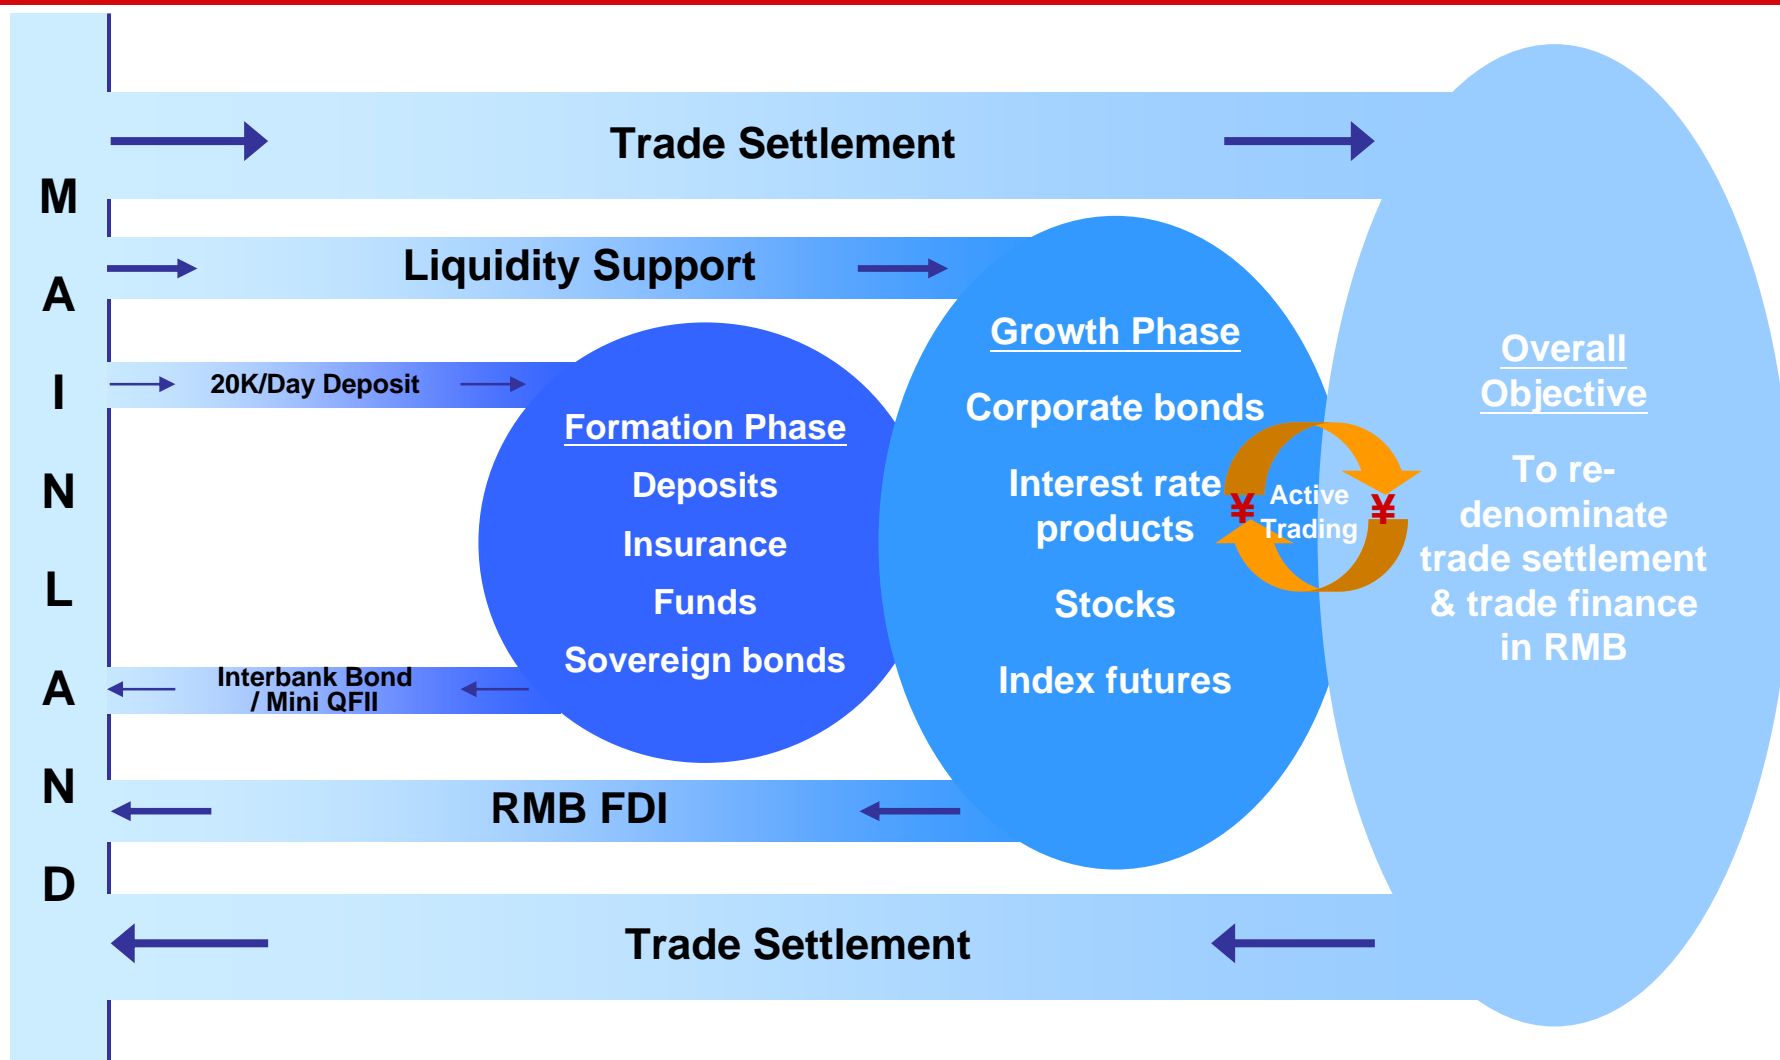 MAINLAND
Trade Settlement
Liquidity Support
20K/Day Deposit
Formation Phase
Deposits
Insurance
Funds
Sovereign bonds
Interbank Bond
/ Mini QFII
RMB FDI
Trade Settlement
Growth Phase
Corporate bonds
Interest rate
products
Stocks
Index futures
¥
Active
Trading
¥
Overall
Objective
To re-
denominate
trade settlement
& trade finance
in RMB